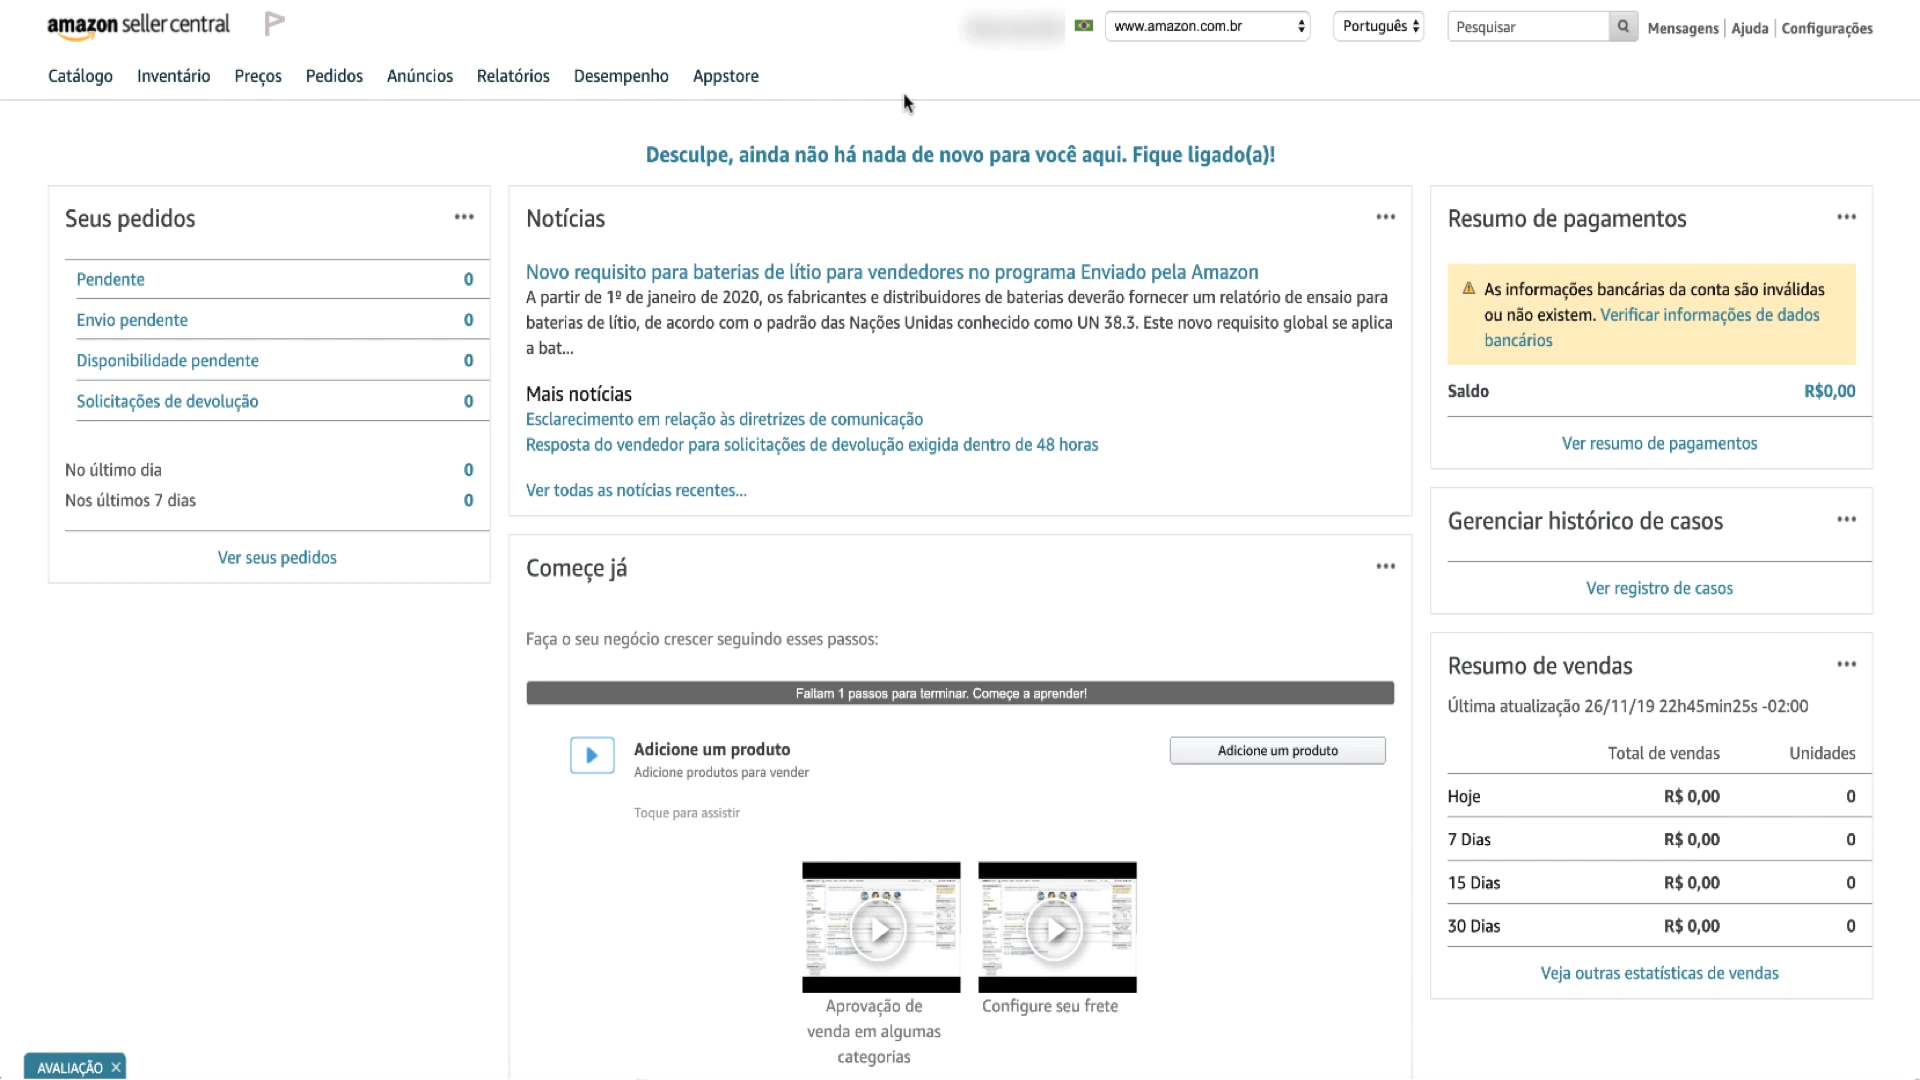 amazon seller central
www.amazon.com.br
Português
Pesquisar
Mensagens | Ajuda | Configurações
Catálogo Inventário Preços Pedidos Anúncios Relatórios Desempenho Appstore
Desculpe, ainda não há nada de novo para você aqui. Fique ligado(a)!
Seus pedidos
Pendente 0
Envio pendente 0
Disponibilidade pendente 0
Solicitações de devolução 0
No último dia 0
Nos últimos 7 dias 0
Ver seus pedidos
Notícias
Novo requisito para baterias de lítio para vendedores no programa Enviado pela Amazon
A partir de 1º de janeiro de 2020, os fabricantes e distribuidores de baterias deverão fornecer um relatório de ensaio para
baterias de lítio, de acordo com o padrão das Nações Unidas conhecido como UN 38.3. Este novo requisito global se aplica
a bat...
Mais notícias
Esclarecimento em relação às diretrizes de comunicação
Resposta do vendedor para solicitações de devolução exigida dentro de 48 horas
Ver todas as notícias recentes...
Começe já
Faça o seu negócio crescer seguindo esses passos:
Faltam 1 passos para terminar. Começe a aprender!
Adicione um produto
Adicione produtos para vender
Adicione um produto
Toque para assistir
Aprovação de
venda em algumas
categorias
Configure seu frete
Resumo de pagamentos
As informações bancárias da conta são inválidas
ou não existem. Verificar informações de dados
bancários
Saldo R$0,00
Ver resumo de pagamentos
Gerenciar histórico de casos
Ver registro de casos
Resumo de vendas
Última atualização 26/11/19 22h45min25s -02:00
Total de vendas Unidades
Hoje R$ 0,00 0
7 Dias R$ 0,00 0
15 Dias R$ 0,00 0
30 Dias R$ 0,00 0
Veja outras estatísticas de vendas
AVALIAÇÃO ×